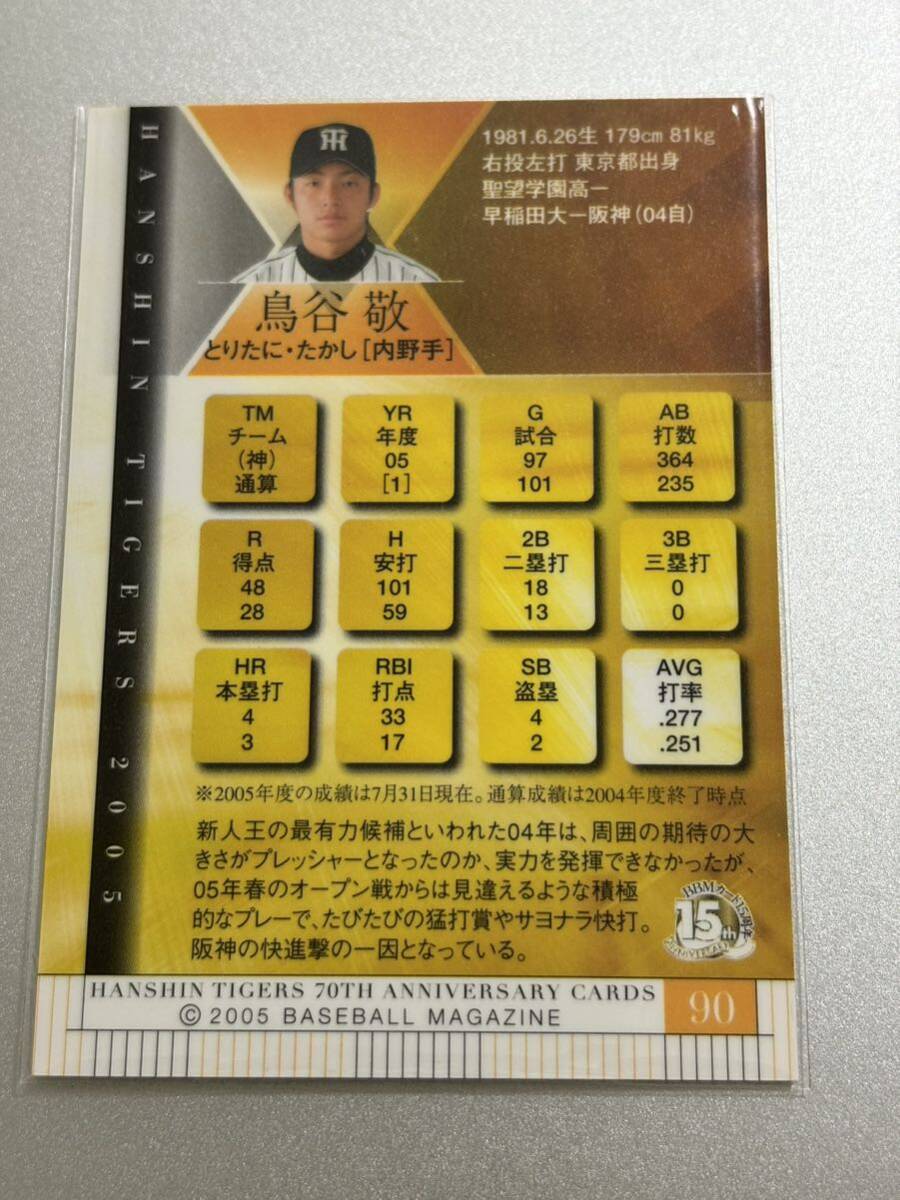 HANSHIN TIGERS 2005
1981.6.26生 179cm 81kg
右投左打 東京都出身
聖望学園高ー
早稲田大ー阪神(04自)
鳥谷 敬
とりたに・たかし[内野手]
TM
チーム
(神)
通算
YR
年度
05
[1]
G
試合
97
101
AB
打数
364
235
R
得点
48
28
H
安打
101
59
2B
二塁打
18
13
3B
三塁打
0
0
HR
本塁打
4
3
RBI
打点
33
17
SB
盗塁
4
2
AVG
打率
.277
.251
※2005年度の成績は7月31日現在。通算成績は2004年度終了時点
新人王の最有力候補といわれた04年は、周囲の期待の大
きさがプレッシャーとなったのか、実力を発揮できなかったが、
05年春のオープン戦からは見違えるような積極
的なプレーで、たびたびの猛打賞やサヨナラ快打。
阪神の快進撃の一因となっている。
BBMカード15周年
15th
ANNIVERSARY
HANSHIN TIGERS 70TH ANNIVERSARY CARDS
© 2005 BASEBALL MAGAZINE
90